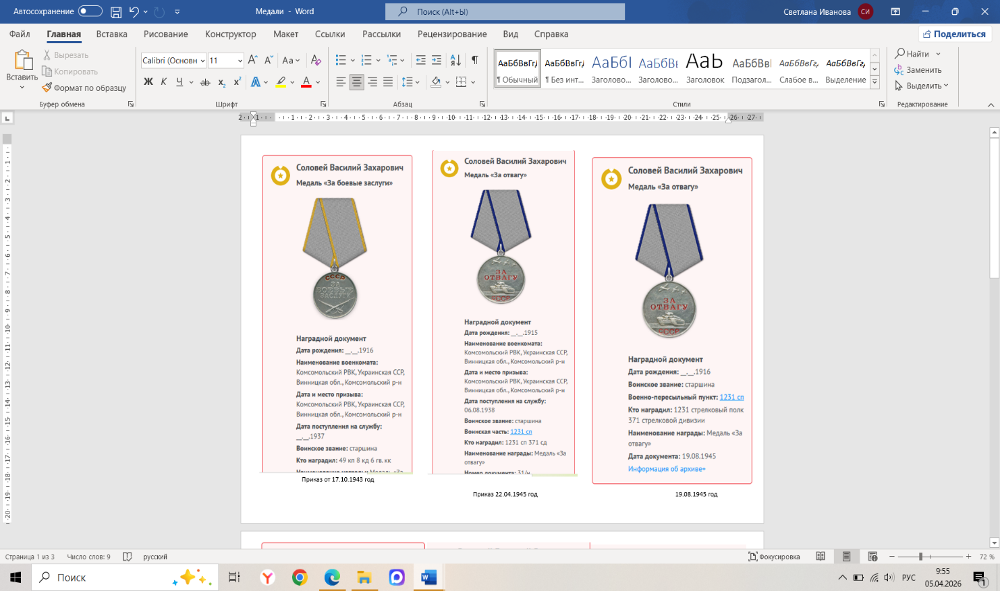 Автосохранение
Медали - Word
Поиск (Alt+Ы)
Светлана Иванова
СИ
Файл Главная Вставка Рисование Конструктор Макет Ссылки Рассылки Рецензирование Вид Справка
Поделиться
Вставить
Вырезать
Копировать
Формат по образцу
Буфер обмена
Calibri (Основн 11
Aa
Ж К Ч ab x₂ x²
Шрифт
Абзац
АаБбВвГг, АаБбВвГг, АаБбI АаБбВ АаЬ АаБбВвI АаБбВвГг, АаБбВвГг,
¶ Обычный ¶ Без инт... Заголово... Заголово... Заголовок Подзагол... Слабое в... Выделение
Стили
Найти
Заменить
Выделить
Редактирование
Соловей Василий Захарович
Медаль «За боевые заслуги»
СССР
ЗА
БОЕВЫЕ
ЗАСЛУГИ
Наградной документ
Дата рождения: __.__.1916
Наименование военкомата:
Комсомольский РВК, Украинская ССР,
Винницкая обл., Комсомольский р-н
Дата и место призыва:
Комсомольский РВК, Украинская ССР,
Винницкая обл., Комсомольский р-н
Дата поступления на службу:
__.__.1937
Воинское звание: старшина
Кто наградил: 49 кп 8 кд 6 гв. кк
Наименование награды: Медаль «За
Приказ от 17.10.1943 год
Соловей Василий Захарович
Медаль «За отвагу»
ЗА
ОТВАГУ
СССР
Наградной документ
Дата рождения: __.__.1915
Наименование военкомата:
Комсомольский РВК, Украинская ССР,
Винницкая обл., Комсомольский р-н
Дата и место призыва:
Комсомольский РВК, Украинская ССР,
Винницкая обл., Комсомольский р-н
Дата поступления на службу:
06.08.1938
Воинское звание: старшина
Воинская часть: 1231 сп
Кто наградил: 1231 сп 371 сд
Наименование награды: Медаль «За
отвагу»
Номер документа: 31/н
Приказ 22.04.1945 год
Соловей Василий Захарович
Медаль «За отвагу»
ЗА
ОТВАГУ
СССР
Наградной документ
Дата рождения: __.__.1916
Воинское звание: старшина
Военно-пересыльный пункт: 1231 сп
Кто наградил: 1231 стрелковый полк
371 стрелковой дивизии
Наименование награды: Медаль «За
отвагу»
Дата документа: 19.08.1945
Информация об архиве+
19.08.1945 год
Страница 1 из 3 Число слов: 9 русский
Фокусировка
72 %
Поиск
РУС
9:55
05.04.2026
1